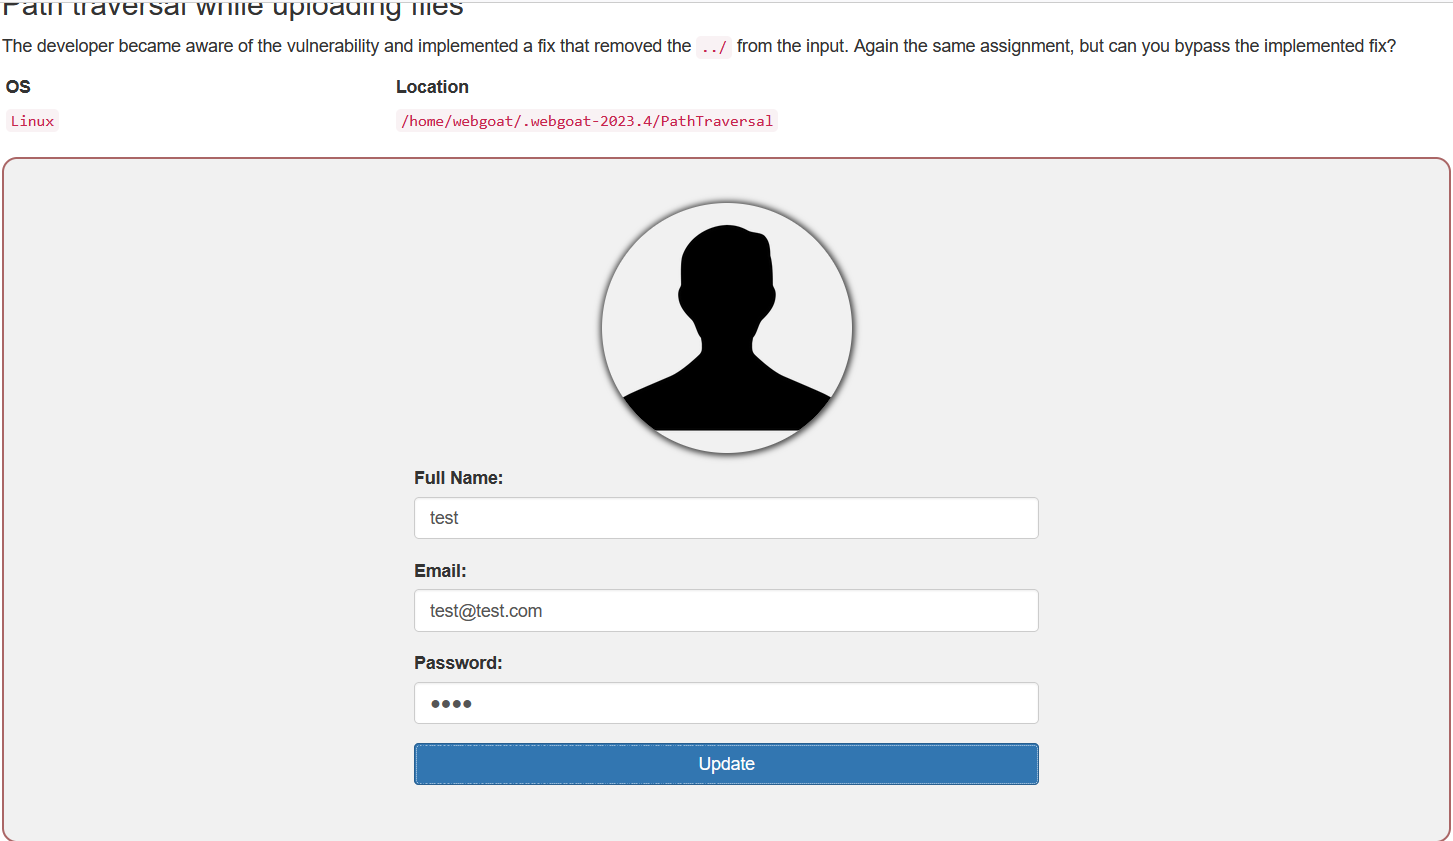 Path traversal while uploading files
The developer became aware of the vulnerability and implemented a fix that removed the ../ from the input. Again the same assignment, but can you bypass the implemented fix?
OS Location
Linux /home/webgoat/.webgoat-2023.4/PathTraversal
Full Name:
test
Email:
test@test.com
Password:
••••
Update